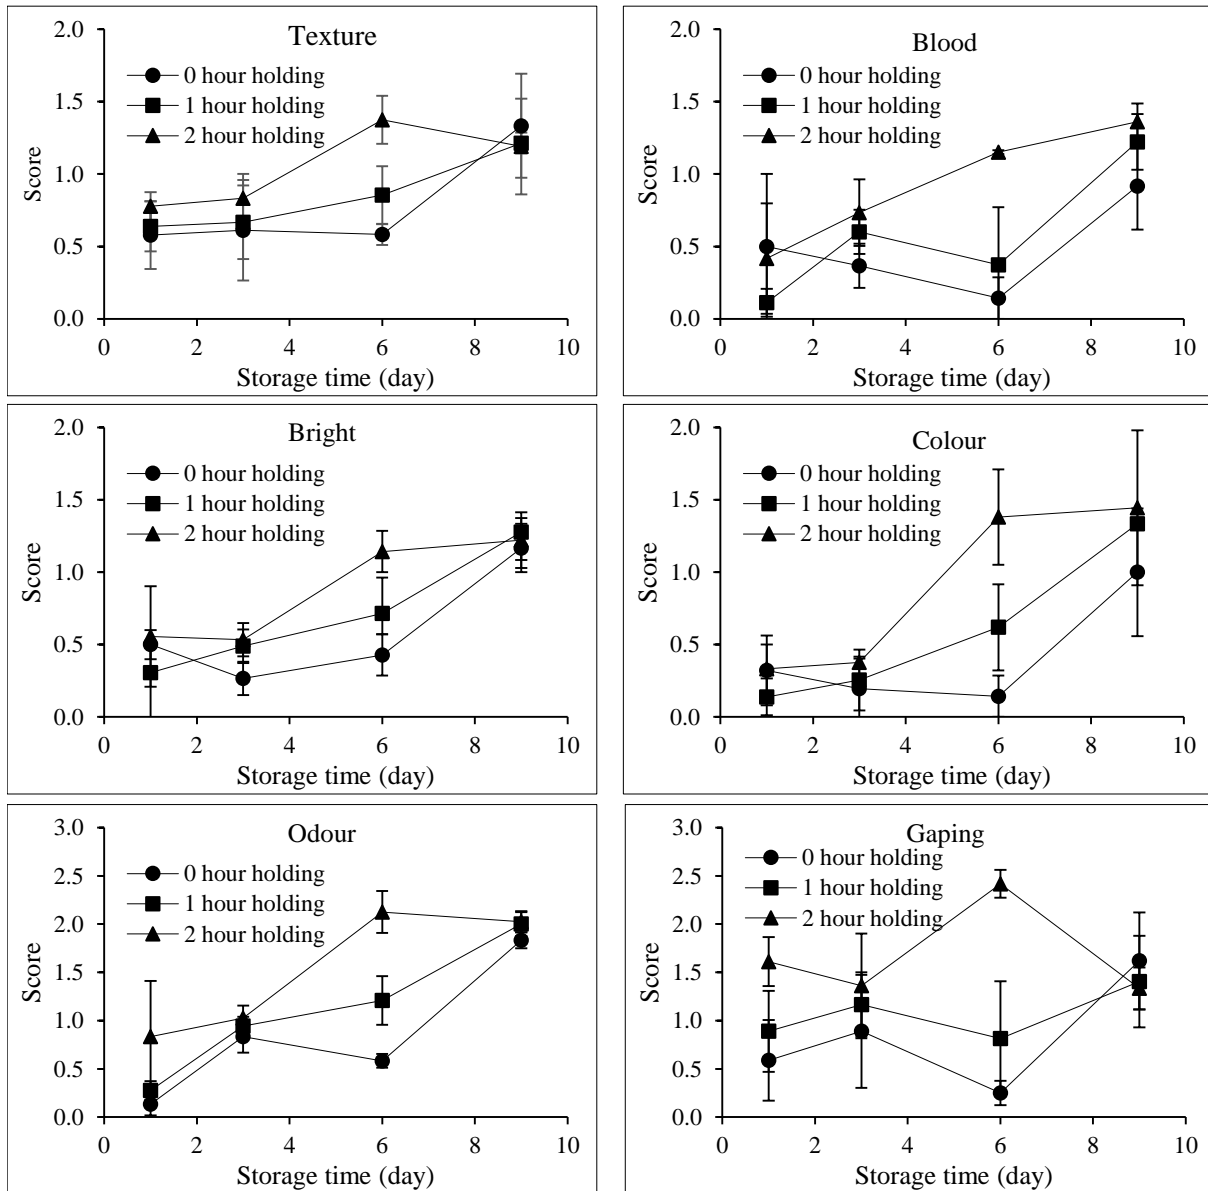 Texture
0 hour holding
1 hour holding
2 hour holding
2.0
1.5
1.0
0.5
0.0
Score
0 2 4 6 8 10
Storage time (day)
Blood
0 hour holding
1 hour holding
2 hour holding
2.0
1.5
1.0
0.5
0.0
Score
0 2 4 6 8 10
Storage time (day)
Bright
0 hour holding
1 hour holding
2 hour holding
2.0
1.5
1.0
0.5
0.0
Score
0 2 4 6 8 10
Storage time (day)
Colour
0 hour holding
1 hour holding
2 hour holding
2.0
1.5
1.0
0.5
0.0
Score
0 2 4 6 8 10
Storage time (day)
Odour
0 hour holding
1 hour holding
2 hour holding
3.0
2.5
2.0
1.5
1.0
0.5
0.0
Score
0 2 4 6 8 10
Storage time (day)
Gaping
0 hour holding
1 hour holding
2 hour holding
3.0
2.5
2.0
1.5
1.0
0.5
0.0
Score
0 2 4 6 8 10
Storage time (day)